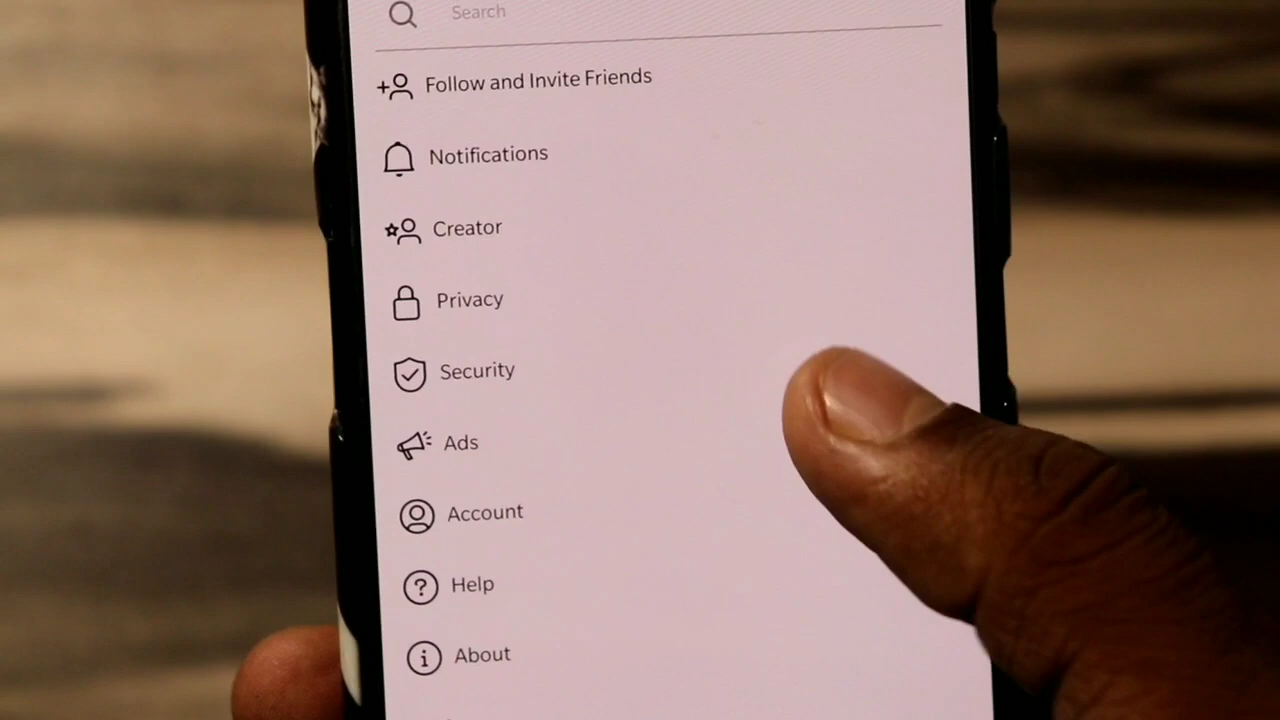 Search
Follow and Invite Friends
Notifications
Creator
Privacy
Security
Ads
Account
Help
About